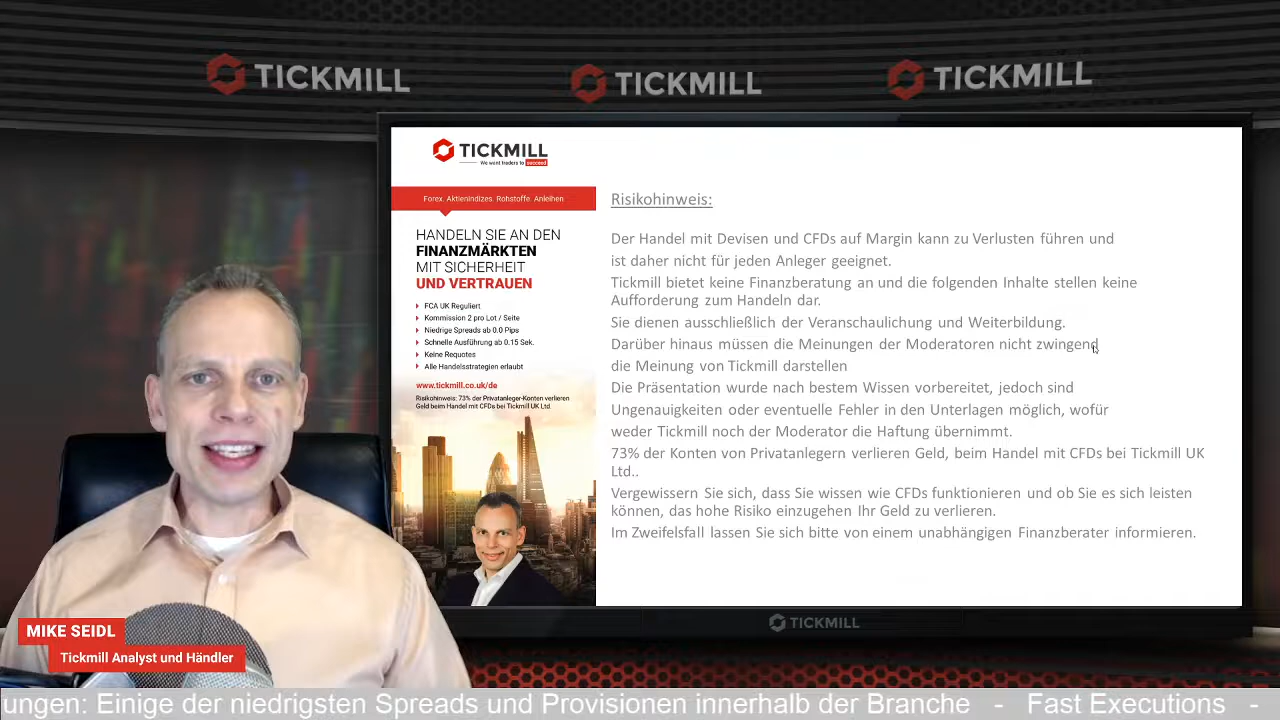 TICKMILL
TICKMILL
TICKMILL
TICKMILL
We want traders to succeed
Forex. Aktienindizes. Rohstoffe. Anleihen.
HANDELN SIE AN DEN
FINANZMÄRKTEN
MIT SICHERHEIT
UND VERTRAUEN
FCA UK Reguliert
Kommission 2 pro Lot / Seite
Niedrige Spreads ab 0.0 Pips
Schnelle Ausführung ab 0.15 Sek.
Keine Requotes
Alle Handelsstrategien erlaubt
www.tickmill.co.uk/de
Risikohinweis: 73% der Privatanleger-Konten verlieren
Geld beim Handel mit CFDs bei Tickmill UK Ltd.
Risikohinweis:
Der Handel mit Devisen und CFDs auf Margin kann zu Verlusten führen und
ist daher nicht für jeden Anleger geeignet.
Tickmill bietet keine Finanzberatung an und die folgenden Inhalte stellen keine
Aufforderung zum Handeln dar.
Sie dienen ausschließlich der Veranschaulichung und Weiterbildung.
Darüber hinaus müssen die Meinungen der Moderatoren nicht zwingend
die Meinung von Tickmill darstellen
Die Präsentation wurde nach bestem Wissen vorbereitet, jedoch sind
Ungenauigkeiten oder eventuelle Fehler in den Unterlagen möglich, wofür
weder Tickmill noch der Moderator die Haftung übernimmt.
73% der Konten von Privatanlegern verlieren Geld, beim Handel mit CFDs bei Tickmill UK
Ltd..
Vergewissern Sie sich, dass Sie wissen wie CFDs funktionieren und ob Sie es sich leisten
können, das hohe Risiko einzugehen Ihr Geld zu verlieren.
Im Zweifelsfall lassen Sie sich bitte von einem unabhängigen Finanzberater informieren.
TICKMILL
MIKE SEIDL
Tickmill Analyst und Händler
ungen: Einige der niedrigsten Spreads und Provisionen innerhalb der Branche - Fast Executions -